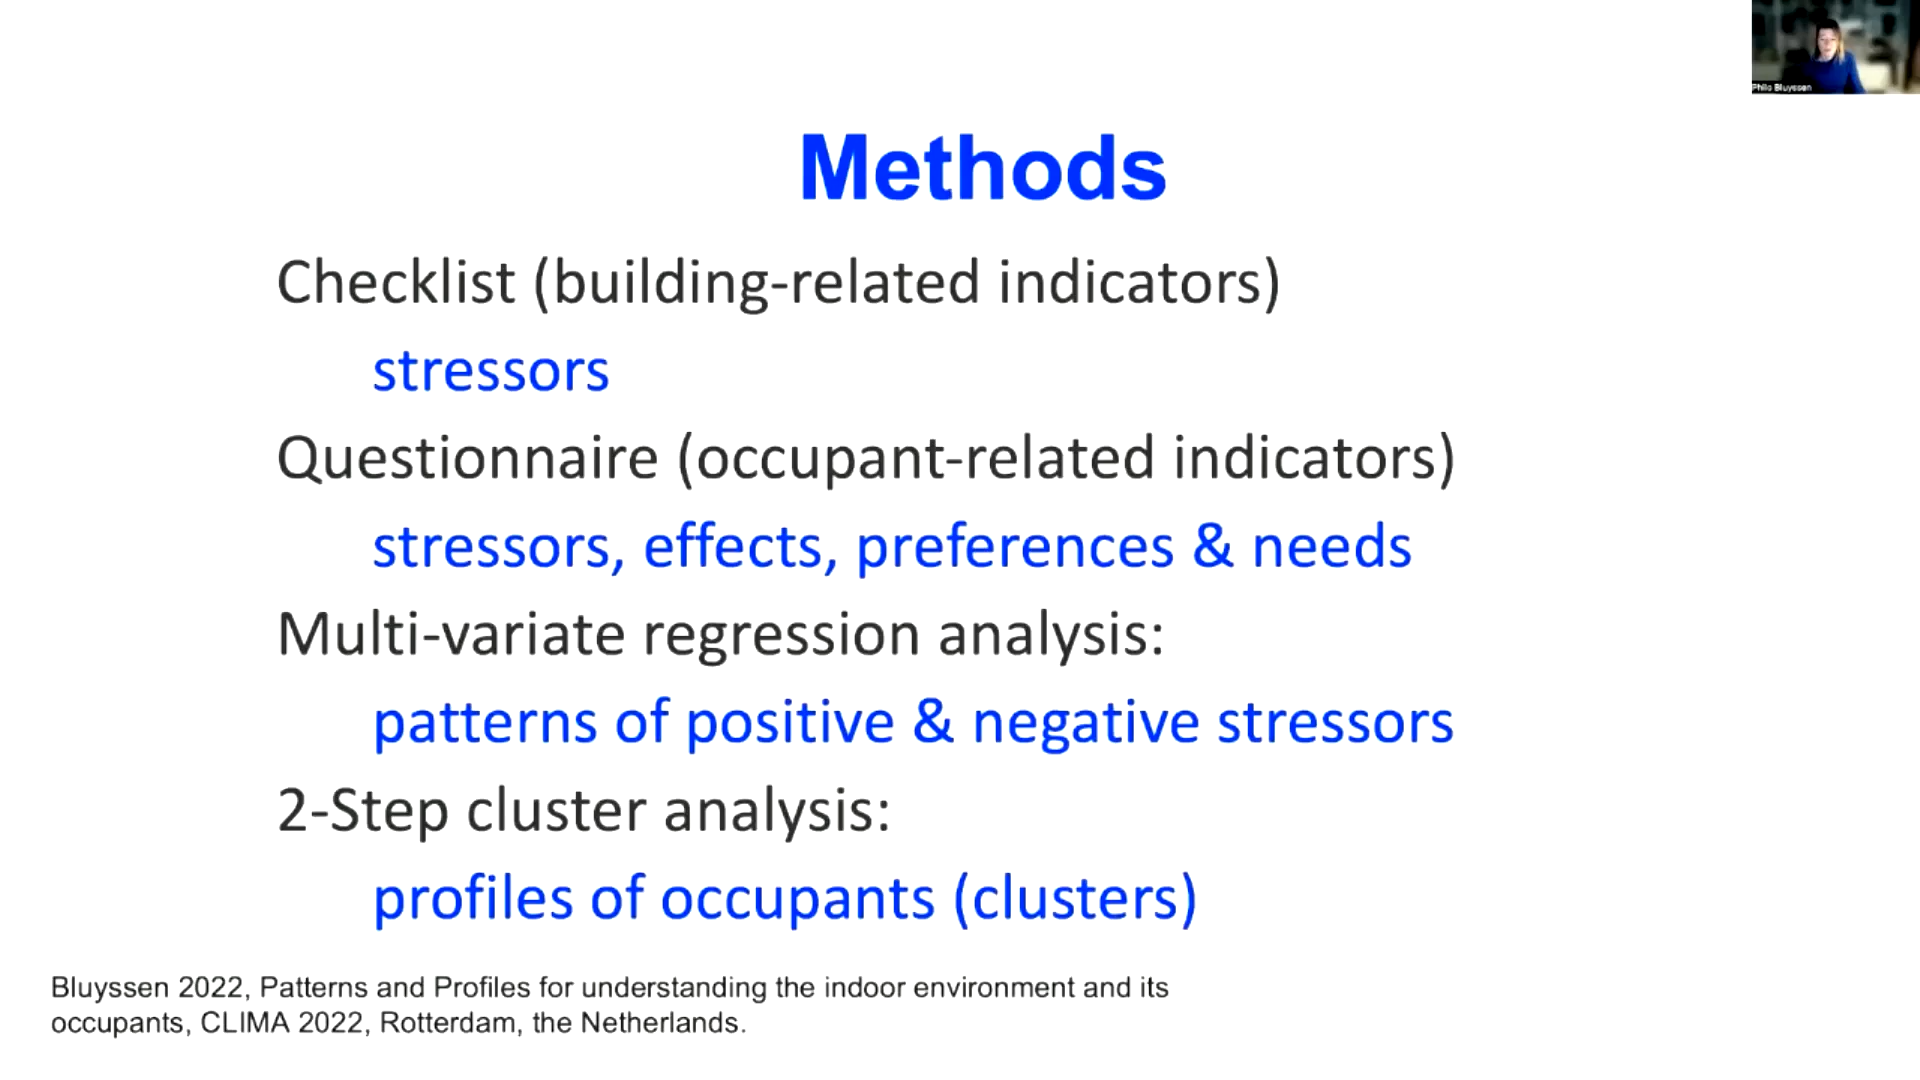 Philo Bluyssen
Methods
Checklist (building-related indicators)
stressors
Questionnaire (occupant-related indicators)
stressors, effects, preferences & needs
Multi-variate regression analysis:
patterns of positive & negative stressors
2-Step cluster analysis:
profiles of occupants (clusters)
Bluyssen 2022, Patterns and Profiles for understanding the indoor environment and its
occupants, CLIMA 2022, Rotterdam, the Netherlands.